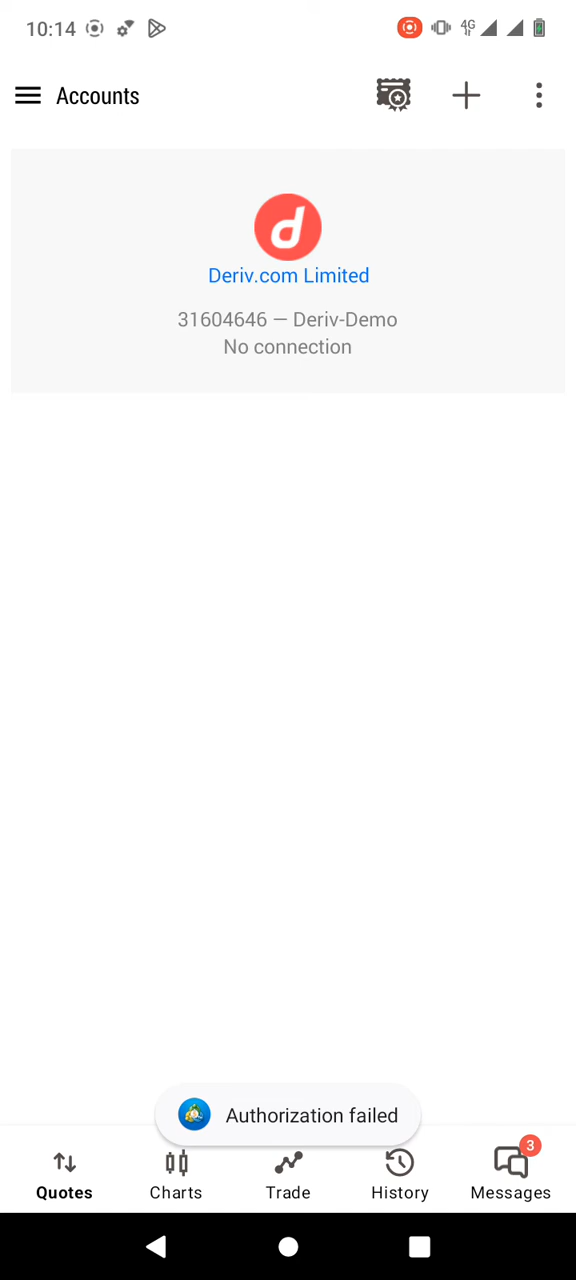 10:14
4G
Accounts
Deriv.com Limited
31604646 — Deriv-Demo
No connection
Authorization failed
3
Quotes
Charts
Trade
History
Messages